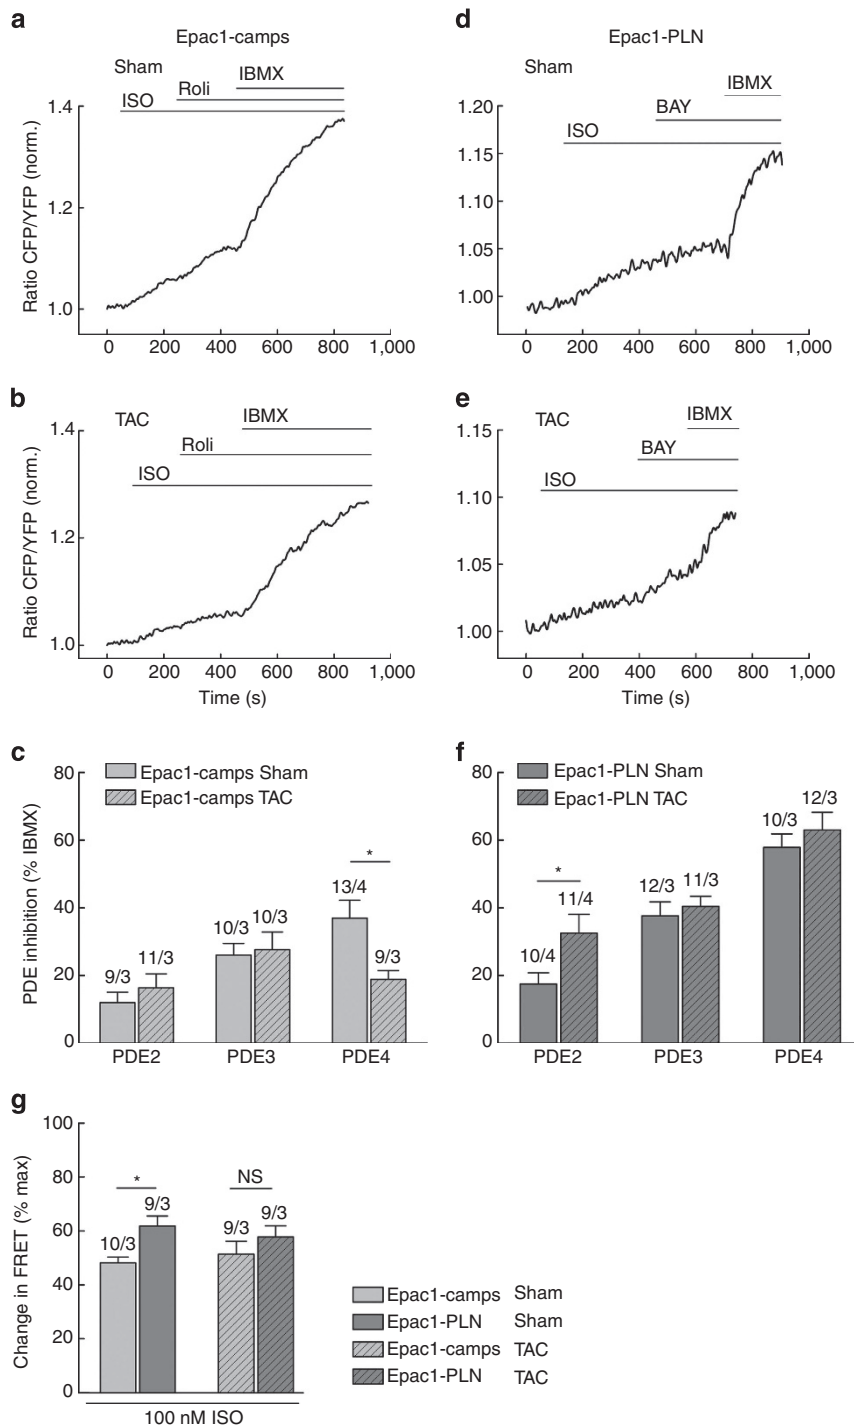 a
Epac1-camps
Sham
IBMX
Roli
ISO
1.4
1.2
1.0
Ratio CFP/YFP (norm.)
0 200 400 600 800 1,000
d
Epac1-PLN
Sham
IBMX
BAY
ISO
1.20
1.15
1.10
1.05
1.00
0 200 400 600 800 1,000
b
TAC
IBMX
Roli
ISO
1.4
1.2
1.0
Ratio CFP/YFP (norm.)
0 200 400 600 800 1,000
Time (s)
e
TAC
IBMX
BAY
ISO
1.15
1.10
1.05
1.00
0 200 400 600 800 1,000
Time (s)
c
Epac1-camps Sham
Epac1-camps TAC
PDE inhibition (% IBMX)
80
60
40
20
0
9/3 11/3 10/3 10/3 13/4 * 9/3
PDE2 PDE3 PDE4
f
Epac1-PLN Sham
Epac1-PLN TAC
80
60
40
20
0
10/4 * 11/4 12/3 11/3 10/3 12/3
PDE2 PDE3 PDE4
g
Change in FRET (% max)
100
80
60
40
20
0
* NS
10/3 9/3 9/3 9/3
100 nM ISO
Epac1-camps Sham
Epac1-PLN Sham
Epac1-camps TAC
Epac1-PLN TAC